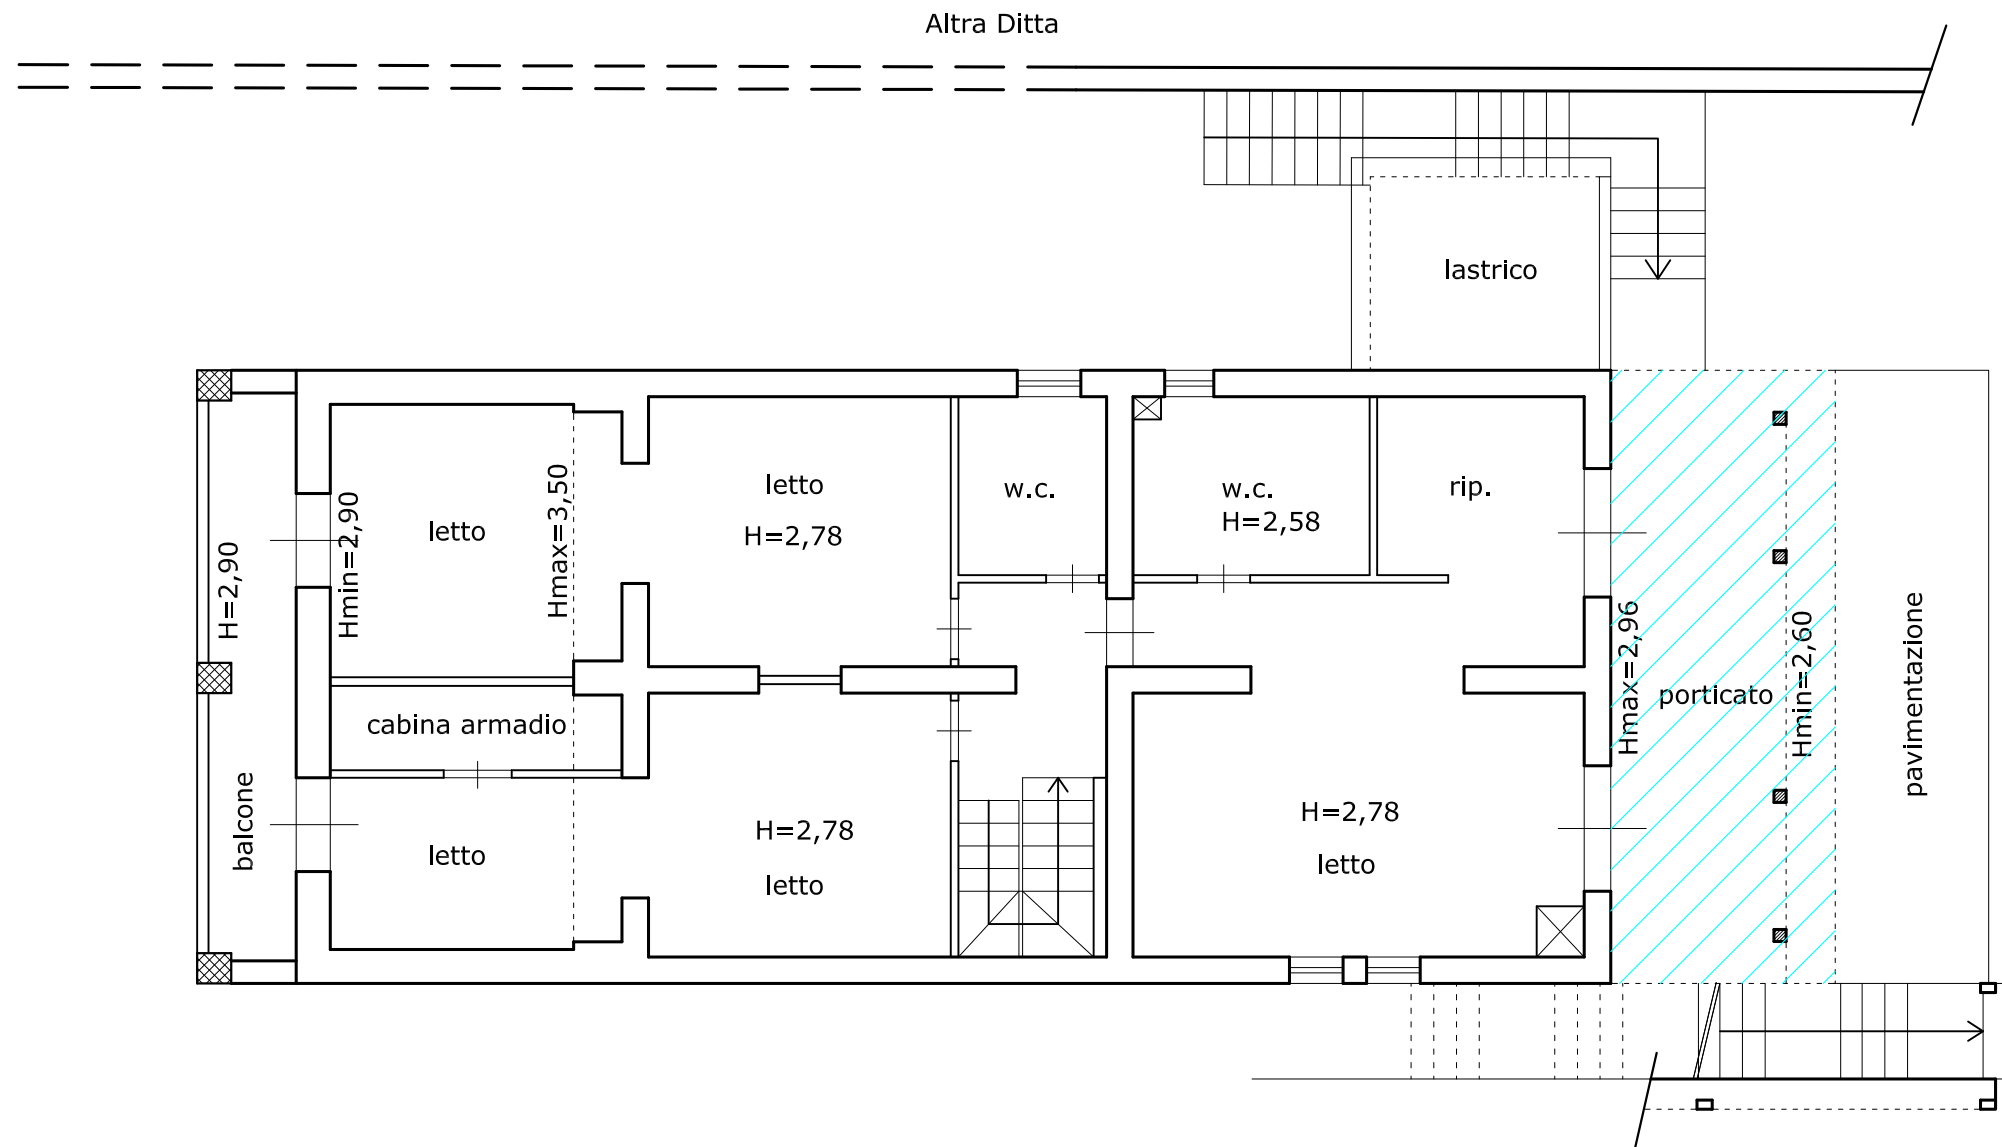 Altra Ditta
lastrico
letto
H=2,78
w.c.
w.c.
H=2,58
rip.
letto
H=2,90
Hmin=2,90
Hmax=3,50
cabina armadio
balcone
letto
H=2,78
letto
H=2,78
letto
Hmax=2,96
porticato
Hmin=2,60
pavimentazione